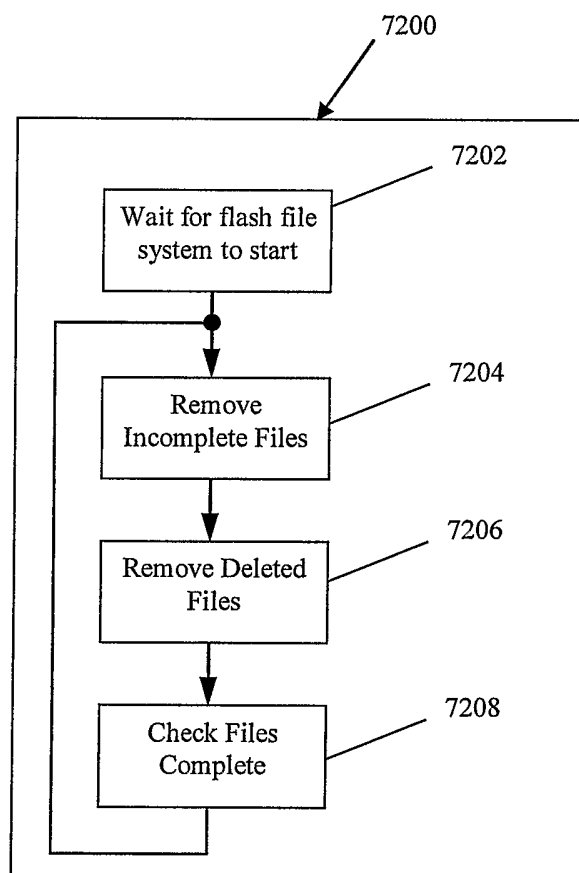 7200
7202
Wait for flash file
system to start
7204
Remove
Incomplete Files
7206
Remove Deleted
Files
7208
Check Files
Complete